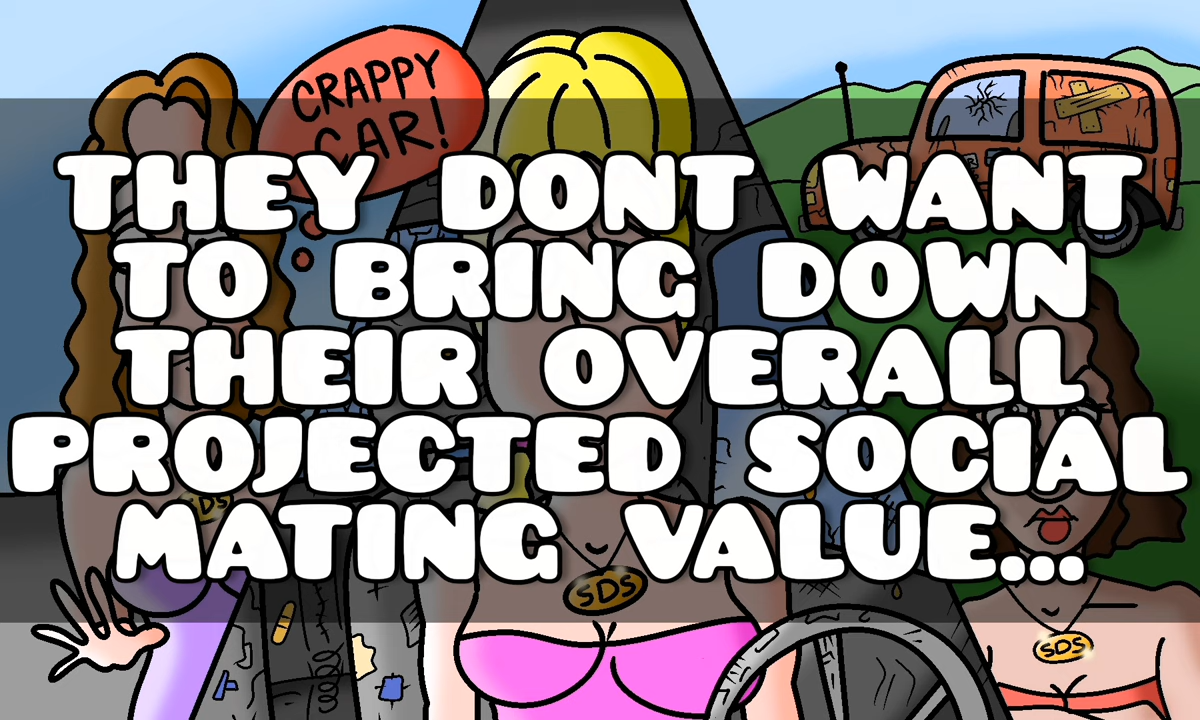 CRAPPY
CAR!
THEY DONT WANT
TO BRING DOWN
THEIR OVERALL
PROJECTED SOCIAL
MATING VALUE...
SDS
SDS
SDS